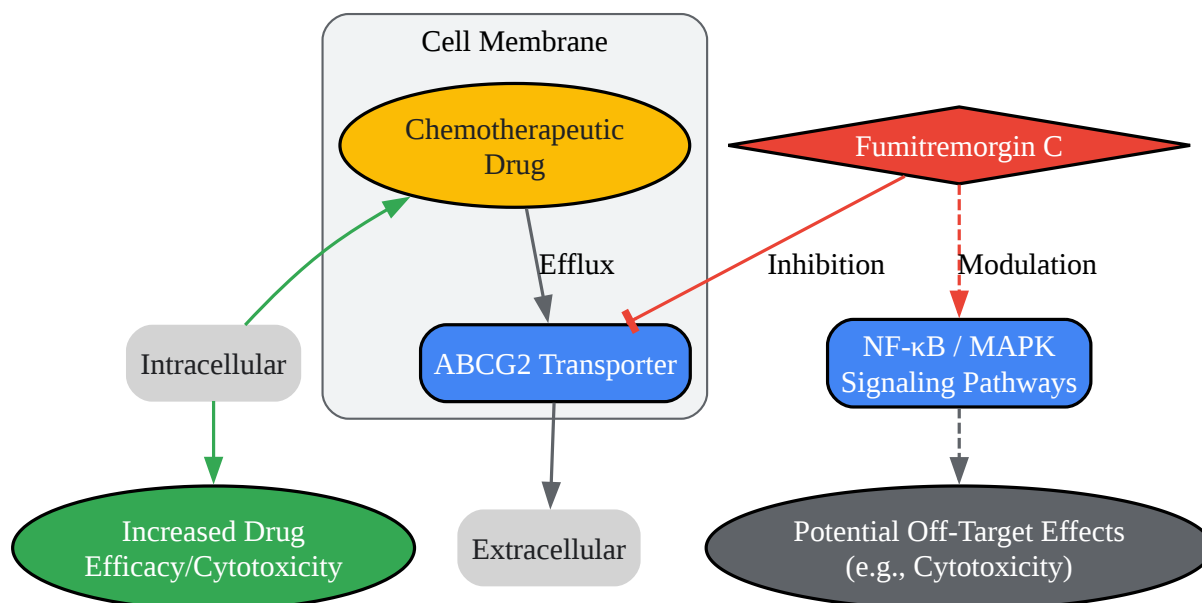 Cell Membrane
Chemotherapeutic
Drug
Fumitremorgin C
Efflux
Inhibition
Modulation
Intracellular
ABCG2 Transporter
NF-κB / MAPK
Signaling Pathways
Increased Drug
Efficacy/Cytotoxicity
Extracellular
Potential Off-Target Effects
(e.g., Cytotoxicity)